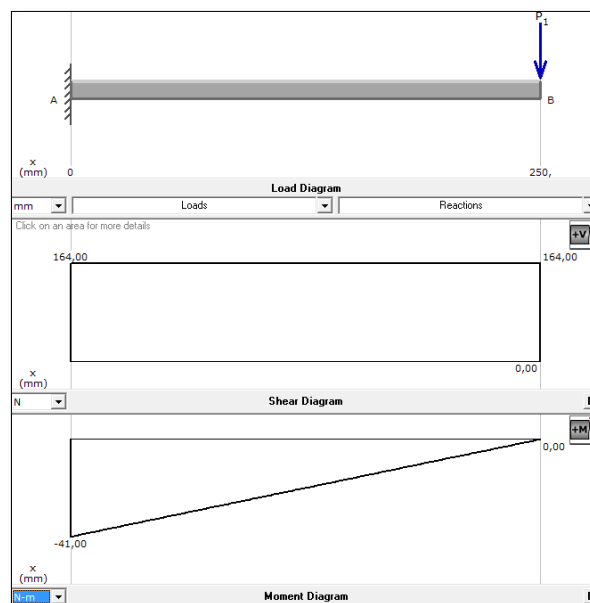 P1
A
B
x
(mm)
0
250,
Load Diagram
mm
Loads
Reactions
Click on an area for more details
+V
164,00
164,00
x
(mm)
0,00
N
Shear Diagram
+M
0,00
-41,00
x
(mm)
N-m
Moment Diagram